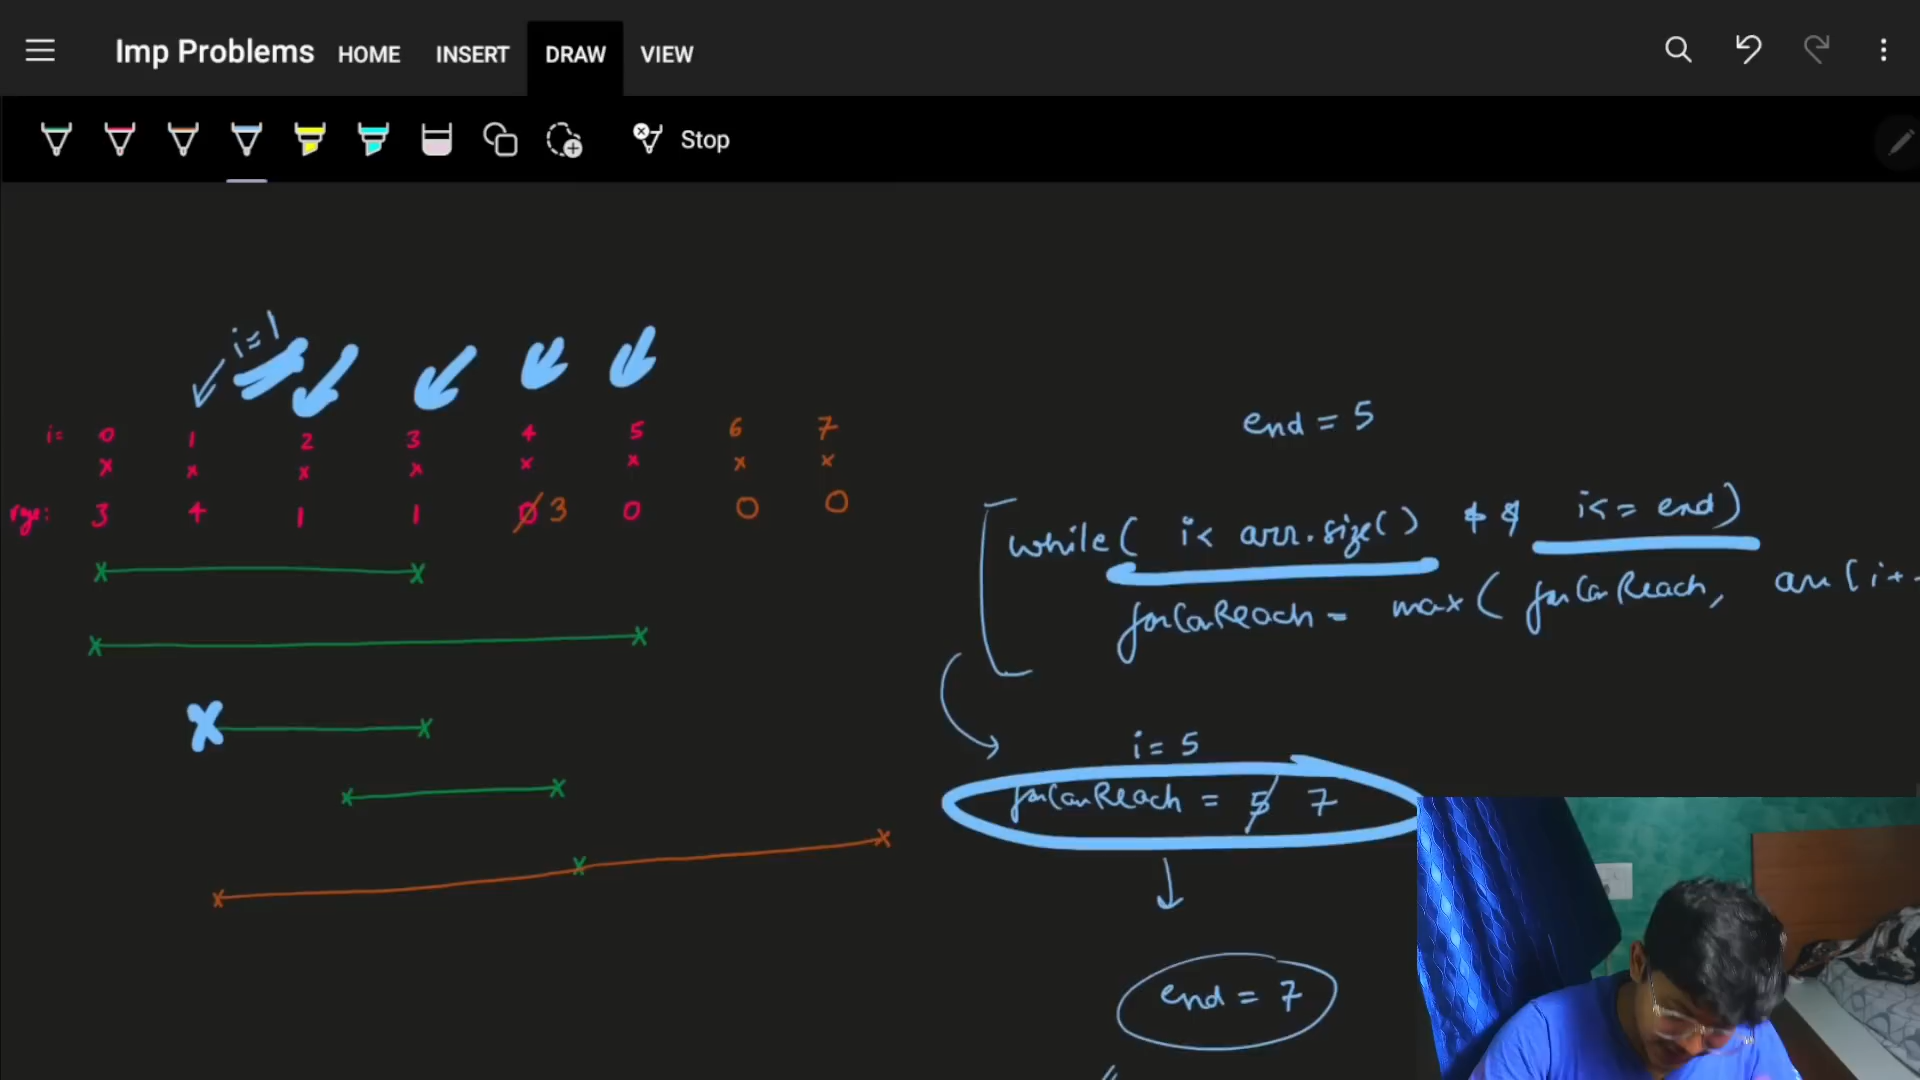 Imp Problems HOME INSERT DRAW VIEW
Stop
i=1
i= 0 1 2 3 4 5 6 7
x x x x x x x x
rge: 3 4 1 1 0 3 0 0 0
end = 5
while( i< arr.size() && i<= end)
farCanReach = max( farCanReach, arr[i+
i= 5
farCanReach = 5 7
end = 7